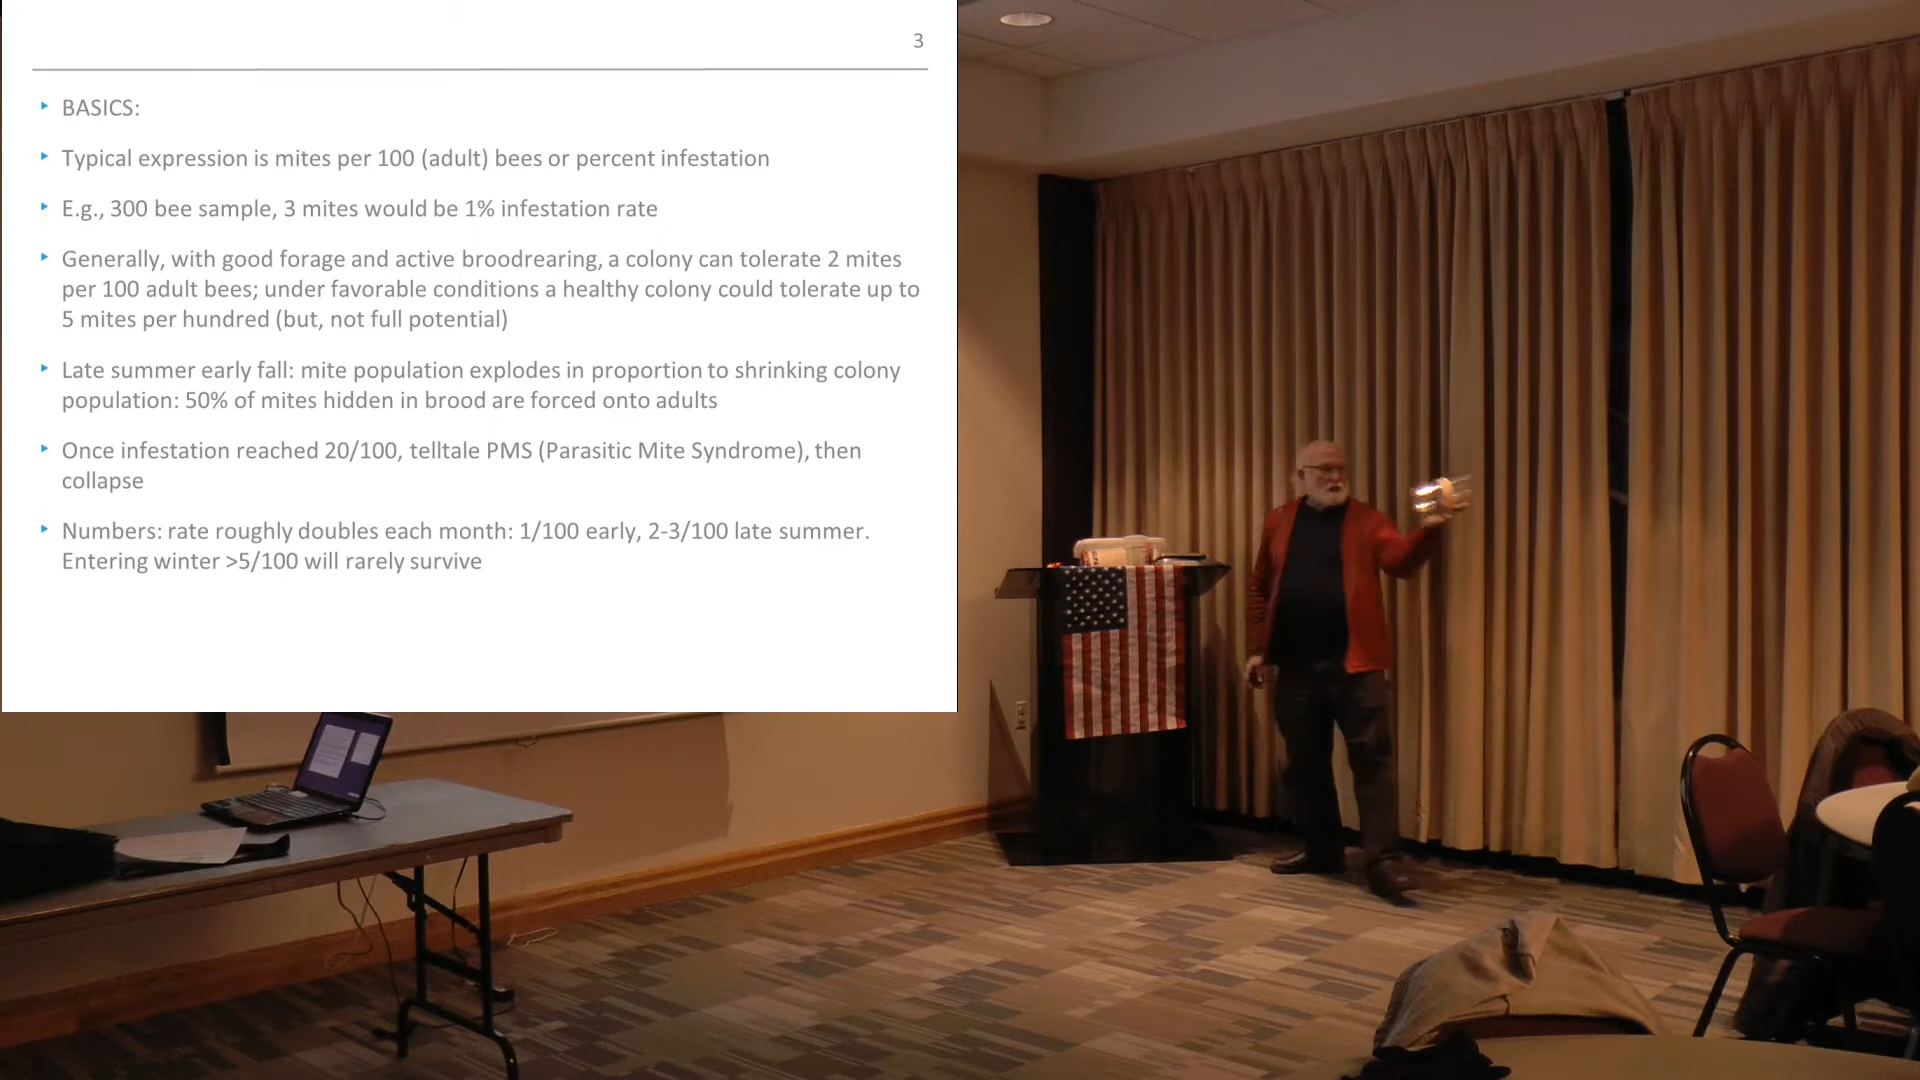 3
BASICS:
Typical expression is mites per 100 (adult) bees or percent infestation
E.g., 300 bee sample, 3 mites would be 1% infestation rate
Generally, with good forage and active broodrearing, a colony can tolerate 2 mites
per 100 adult bees; under favorable conditions a healthy colony could tolerate up to
5 mites per hundred (but, not full potential)
Late summer early fall: mite population explodes in proportion to shrinking colony
population: 50% of mites hidden in brood are forced onto adults
Once infestation reached 20/100, telltale PMS (Parasitic Mite Syndrome), then
collapse
Numbers: rate roughly doubles each month: 1/100 early, 2-3/100 late summer.
Entering winter >5/100 will rarely survive